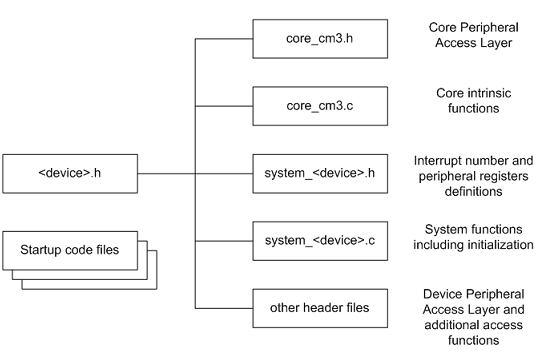 core_cm3.h
Core Peripheral
Access Layer
core_cm3.c
Core intrinsic
functions
<device>.h
system_<device>.h
Interrupt number and
peripheral registers
definitions
Startup code files
system_<device>.c
System functions
including initialization
other header files
Device Peripheral
Access Layer and
additional access
functions